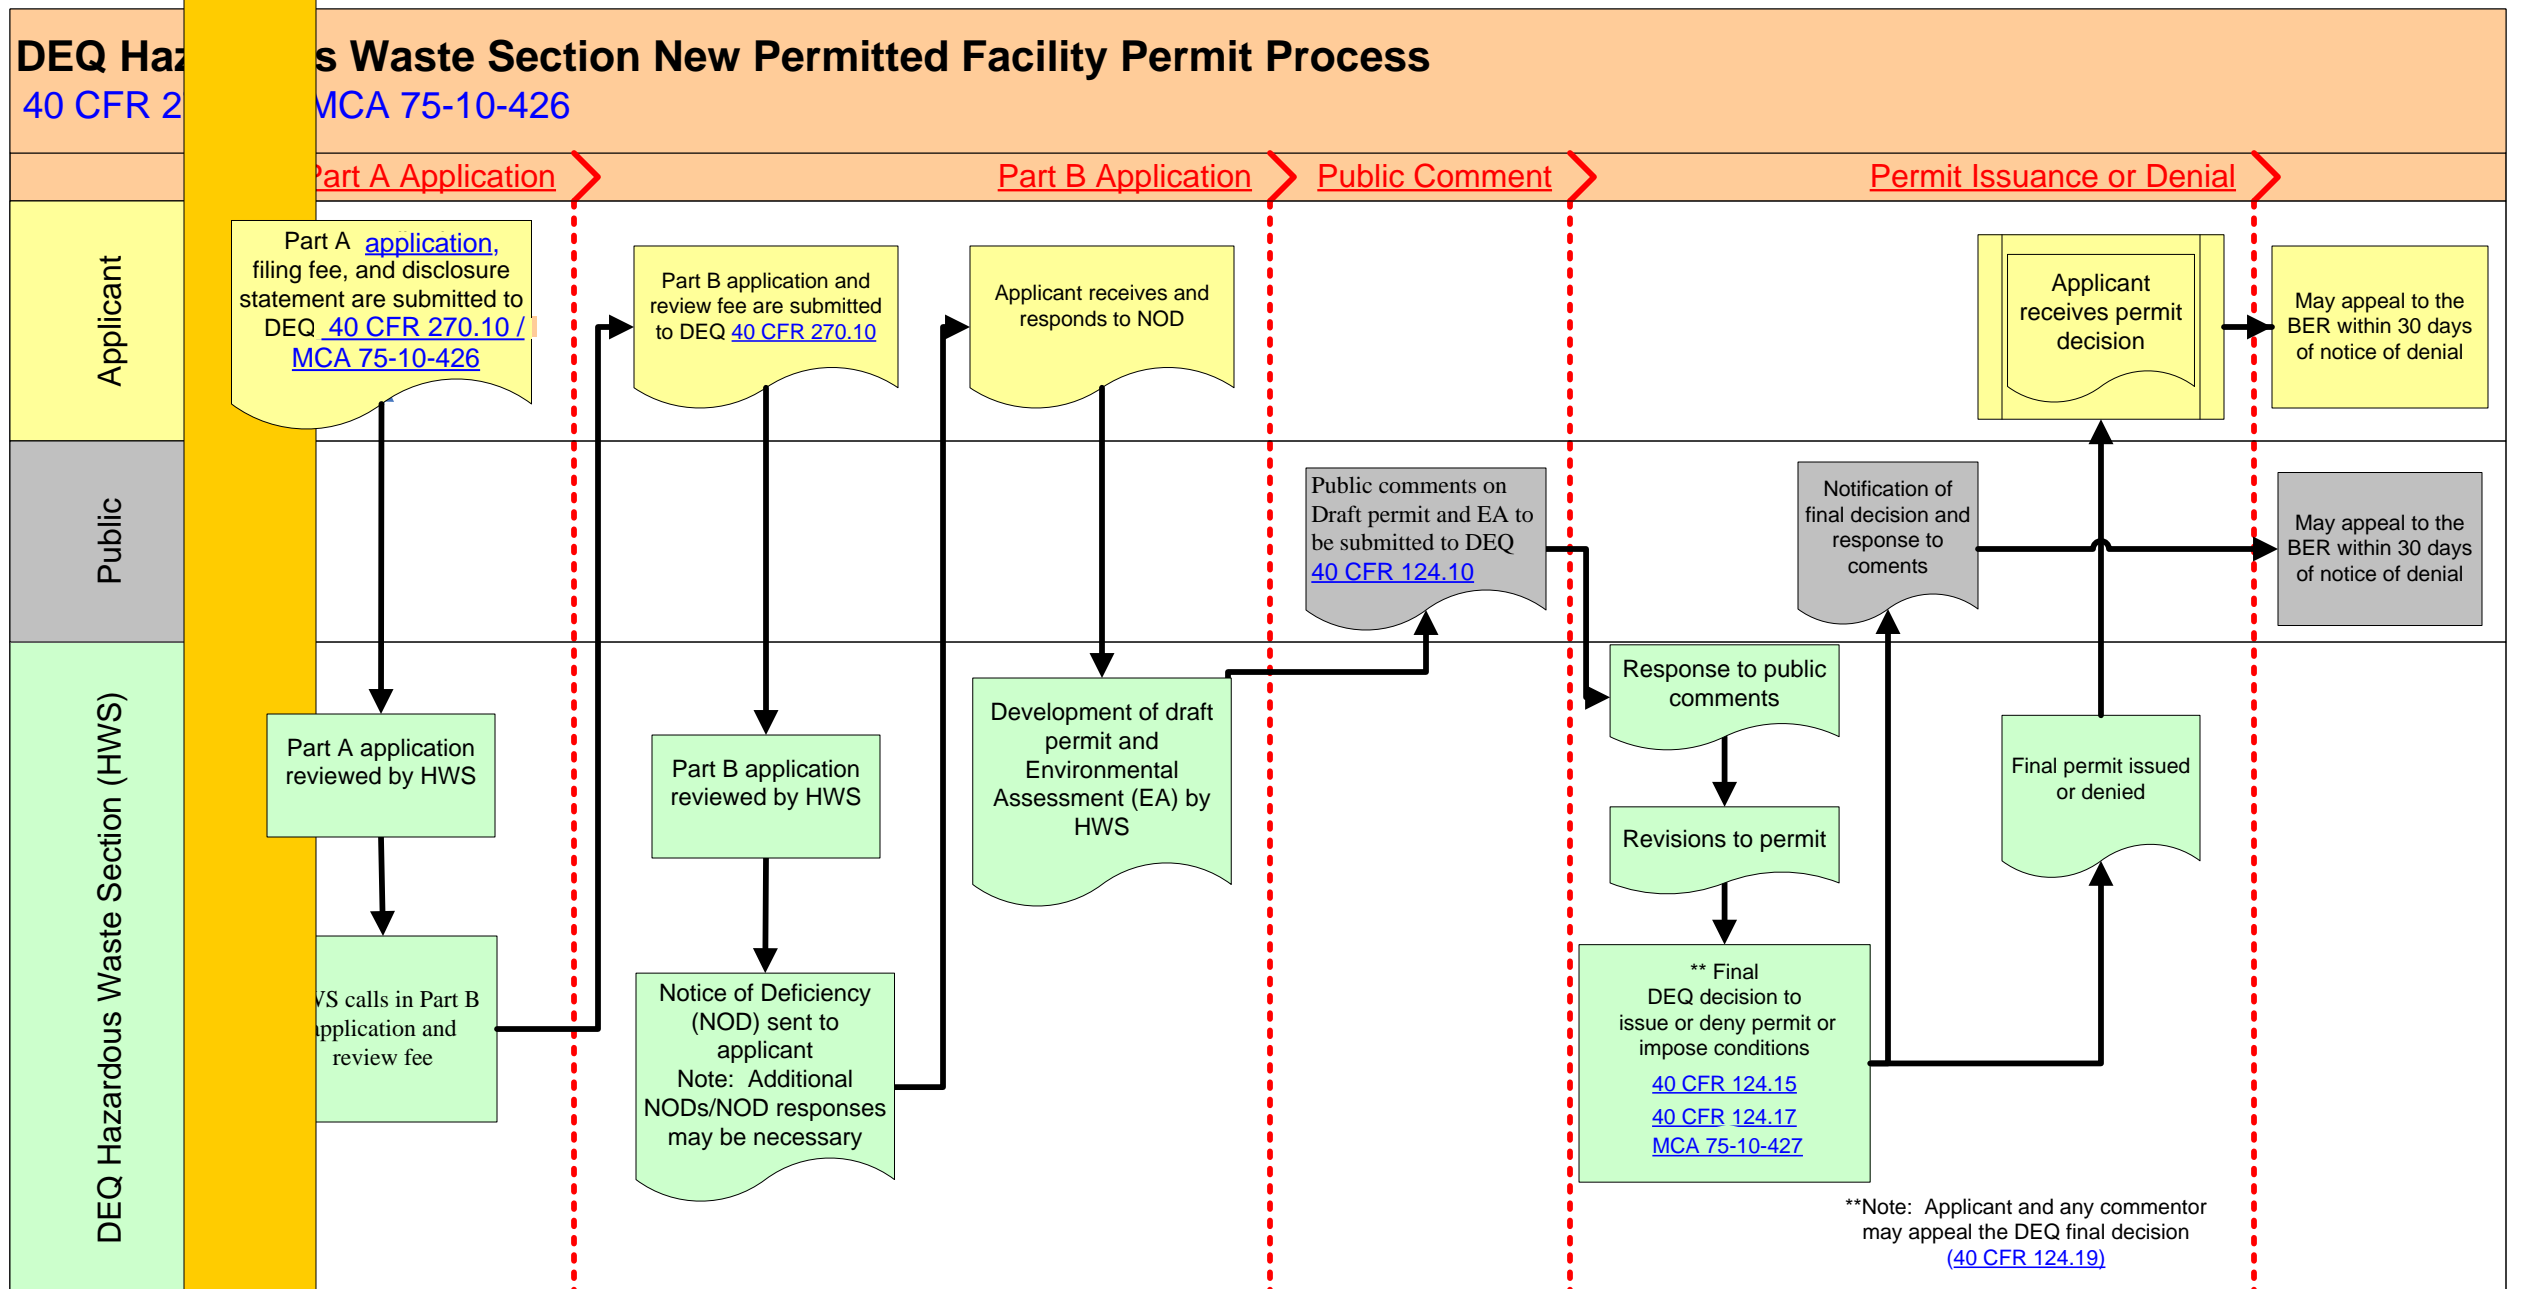 DEQ Haz s Waste Section New Permitted Facility Permit Process
40 CFR 2 MCA 75-10-426
Part A Application
Part B Application
Public Comment
Permit Issuance or Denial
Applicant
Part A application,
filing fee, and disclosure
statement are submitted to
DEQ 40 CFR 270.10 /
MCA 75-10-426
Part B application and
review fee are submitted
to DEQ 40 CFR 270.10
Applicant receives and
responds to NOD
Applicant
receives permit
decision
May appeal to the
BER within 30 days
of notice of denial
Public
Public comments on
Draft permit and EA to
be submitted to DEQ
40 CFR 124.10
Notification of
final decision and
response to
coments
May appeal to the
BER within 30 days
of notice of denial
DEQ Hazardous Waste Section (HWS)
Part A application
reviewed by HWS
calls in Part B
application and
review fee
Part B application
reviewed by HWS
Notice of Deficiency
(NOD) sent to
applicant
Note: Additional
NODs/NOD responses
may be necessary
Development of draft
permit and
Environmental
Assessment (EA) by
HWS
Response to public
comments
Revisions to permit
** Final
DEQ decision to
issue or deny permit or
impose conditions
40 CFR 124.15
40 CFR 124.17
MCA 75-10-427
Final permit issued
or denied
**Note: Applicant and any commentor
may appeal the DEQ final decision
(40 CFR 124.19)